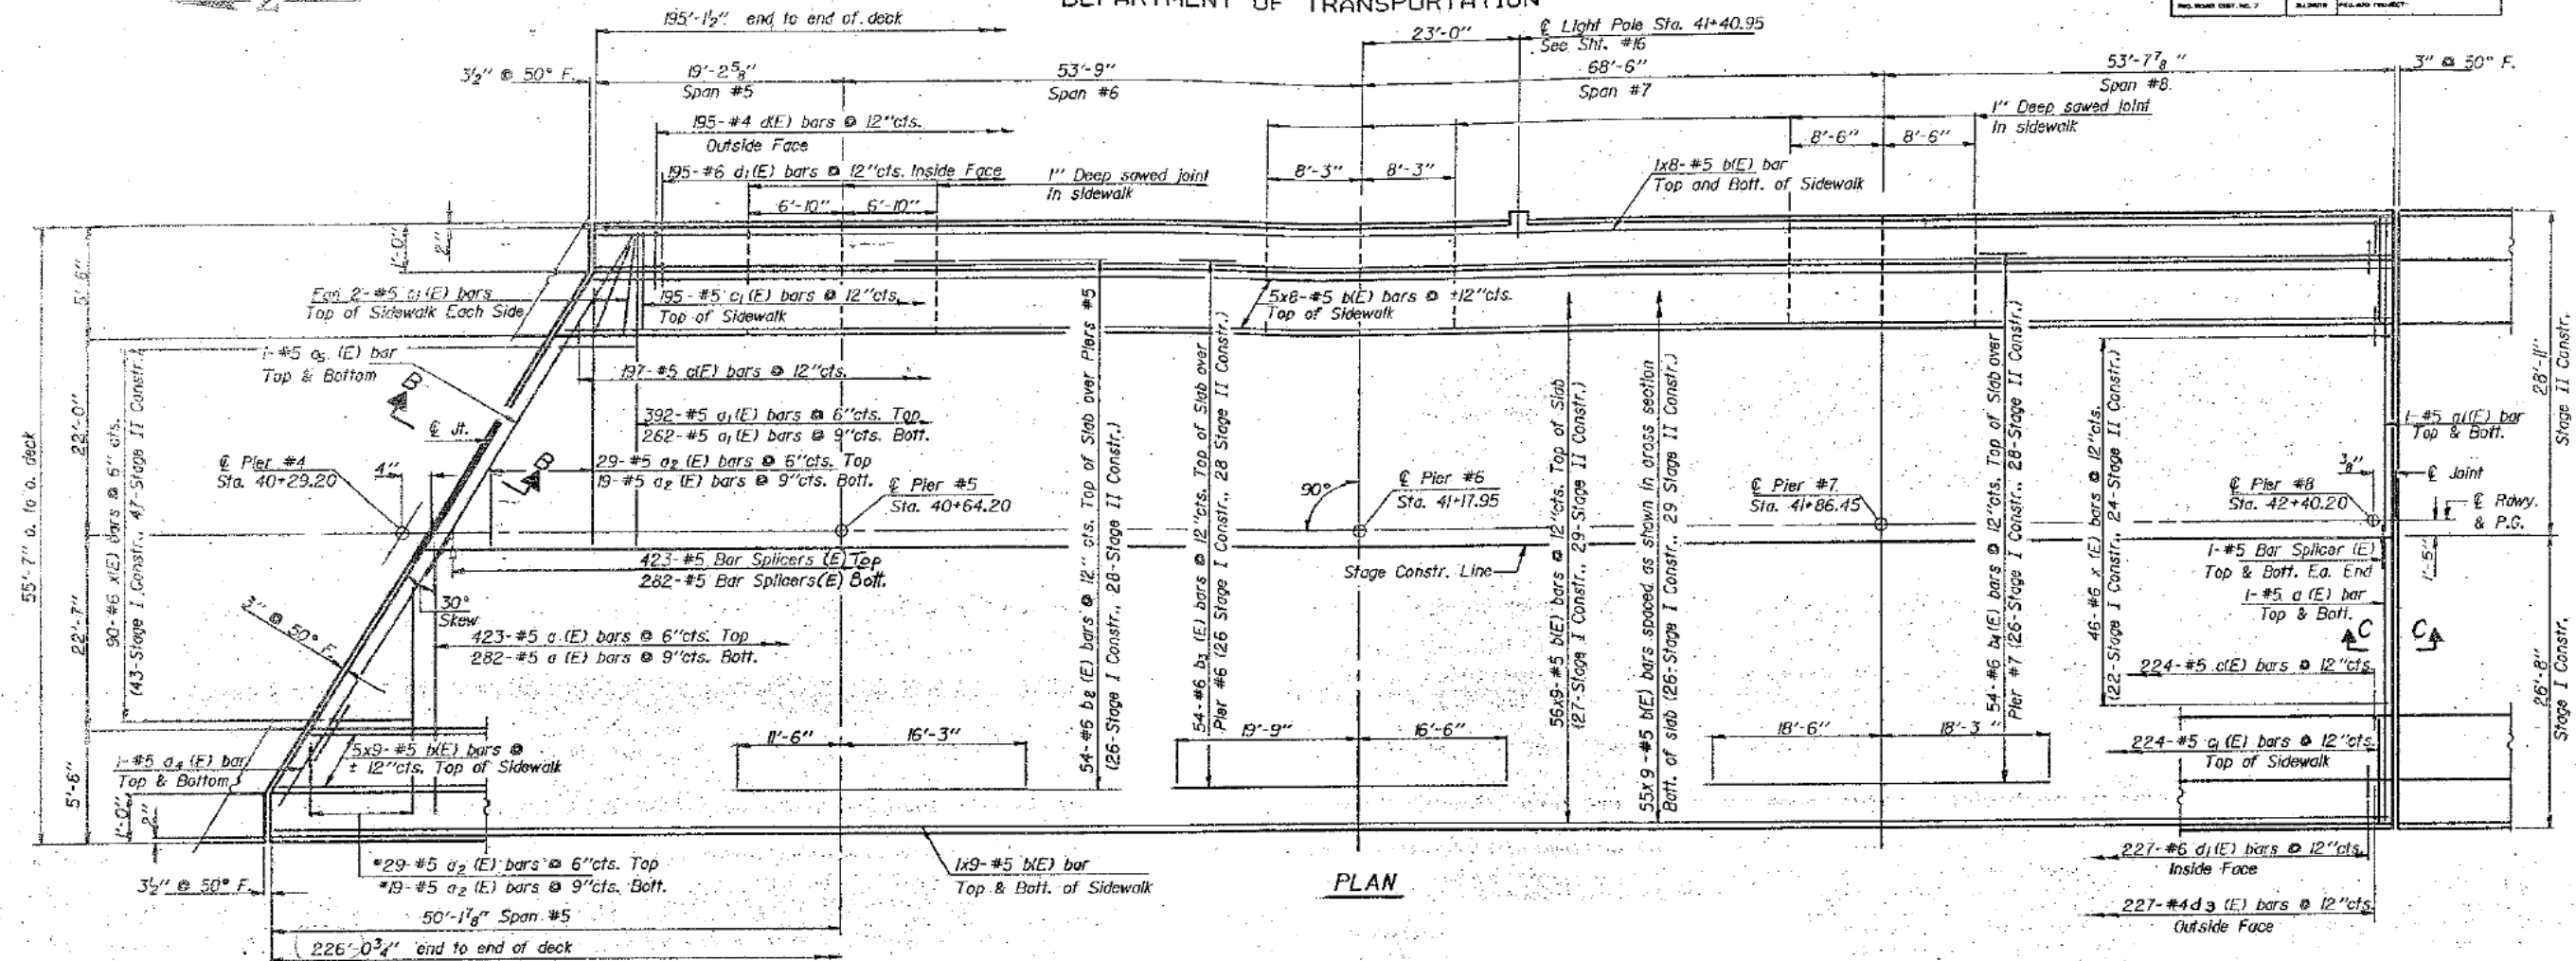 DEPARTMENT OF TRANSPORTATION
195'-1½" end to end of deck
23'-0"
℄ Light Pole Sta. 41+40.95
See Sht. #16
3½" @ 50° F.
19'-2⅝"
Span #5
53'-9"
Span #6
68'-6"
Span #7
53'-7⅞"
Span #8
3" @ 50° F.
195-#4 d(E) bars @ 12"cts.
Outside Face
195-#6 d₁(E) bars @ 12"cts. Inside Face
6'-10"
6'-10"
1" Deep sawed joint
in sidewalk
8'-3"
8'-3"
1x8-#5 b(E) bar
Top and Bott. of Sidewalk
8'-6"
8'-6"
1" Deep sawed joint
in sidewalk
1'-0"
2"
5'-6"
#5 c₁(E) bars
Top of Sidewalk Each Side
195-#5 c₁(E) bars @ 12"cts.
Top of Sidewalk
5x8-#5 b(E) bars @ ±12"cts.
Top of Sidewalk
1-#5 a₅ (E) bar
Top & Bottom
B
197-#5 c(E) bars @ 12"cts.
392-#5 a₁(E) bars @ 6"cts. Top
262-#5 a₁(E) bars @ 9"cts. Bott.
℄ Jt.
29-#5 a₂ (E) bars @ 6"cts. Top
19-#5 a₂ (E) bars @ 9"cts. Bott.
B
℄ Pier #4
Sta. 40+29.20
4"
℄ Pier #5
Sta. 40+64.20
90°
℄ Pier #6
Sta. 41+17.95
℄ Pier #7
Sta. 41+86.45
℄ Pier #8
Sta. 42+40.20
⅜"
1-#5 a₁(E) bar
Top & Bott.
℄ Joint
℄ Rdwy.
& P.G.
55'-7" o. to o. deck
22'-0"
22'-7"
5'-6"
90-#6 x(E) bars @ 6" cts.
(43-Stage I Constr., 47-Stage II Constr.)
423-#5 Bar Splicers (E) Top
282-#5 Bar Splicers(E) Bott.
Stage Constr. Line
30°
Skew
3" @ 50° F.
423-#5 a (E) bars @ 6"cts. Top
282-#5 a (E) bars @ 9"cts. Bott.
54-#6 b₂ (E) bars @ 12" cts. Top of Slab over Piers #5
(26-Stage I Constr., 28-Stage II Constr.)
54-#6 b₃ (E) bars @ 12"cts. Top of Slab over
Pier #6 (26 Stage I Constr., 28 Stage II Constr.)
56x9-#5 b(E) bars @ 12"cts. Top of Slab
(27-Stage I Constr., 29-Stage II Constr.)
55x9-#5 b(E) bars spaced as shown in cross section
Bott. of slab (26-Stage I Constr., 29 Stage II Constr.)
54-#6 b₄(E) bars @ 12"cts. Top of Slab over
Pier #7 (26-Stage I Constr., 28-Stage II Constr.)
46-#6 x (E) bars @ 12"cts.
(22-Stage I Constr., 24-Stage II Constr.)
1-#5 Bar Splicer (E)
Top & Bott. Ea. End
1-#5 a (E) bar
Top & Bott.
C
C
1'-5"
28'-11"
Stage II Constr.
26'-8"
Stage I Constr.
224-#5 c(E) bars @ 12"cts.
224-#5 c₁(E) bars @ 12"cts.
Top of Sidewalk
11'-6"
16'-3"
19'-9"
16'-6"
18'-6"
18'-3"
1-#5 a₄ (E) bar
Top & Bottom
5x9-#5 b(E) bars @
± 12"cts. Top of Sidewalk
1'-0"
2"
*29-#5 a₂ (E) bars @ 6"cts. Top
*19-#5 a₂ (E) bars @ 9"cts. Bott.
1x9-#5 b(E) bar
Top & Bott. of Sidewalk
PLAN
227-#6 d₁(E) bars @ 12"cts.
Inside Face
227-#4 d₃ (E) bars @ 12"cts.
Outside Face
3½" @ 50° F.
50'-1⅞" Span #5
226'-0¾" end to end of deck